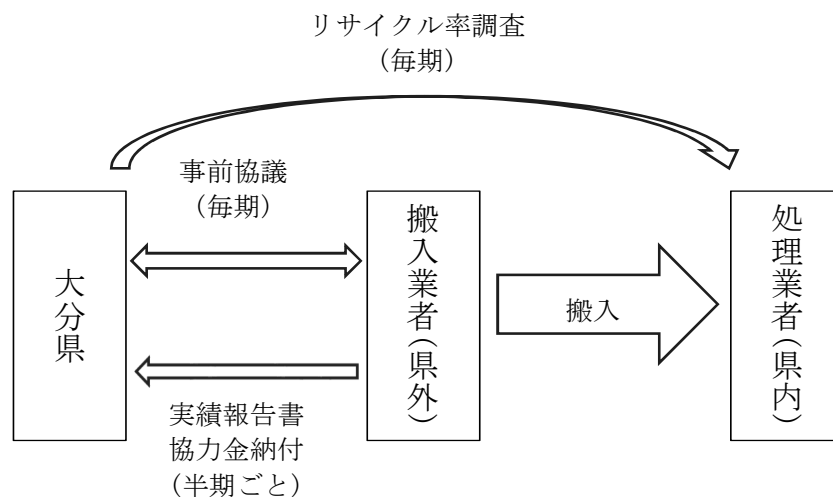 リサイクル率調査
（毎期）
事前協議
（毎期）
大分県
搬入業者（県外）
処理業者（県内）
搬入
実績報告書
協力金納付
（半期ごと）